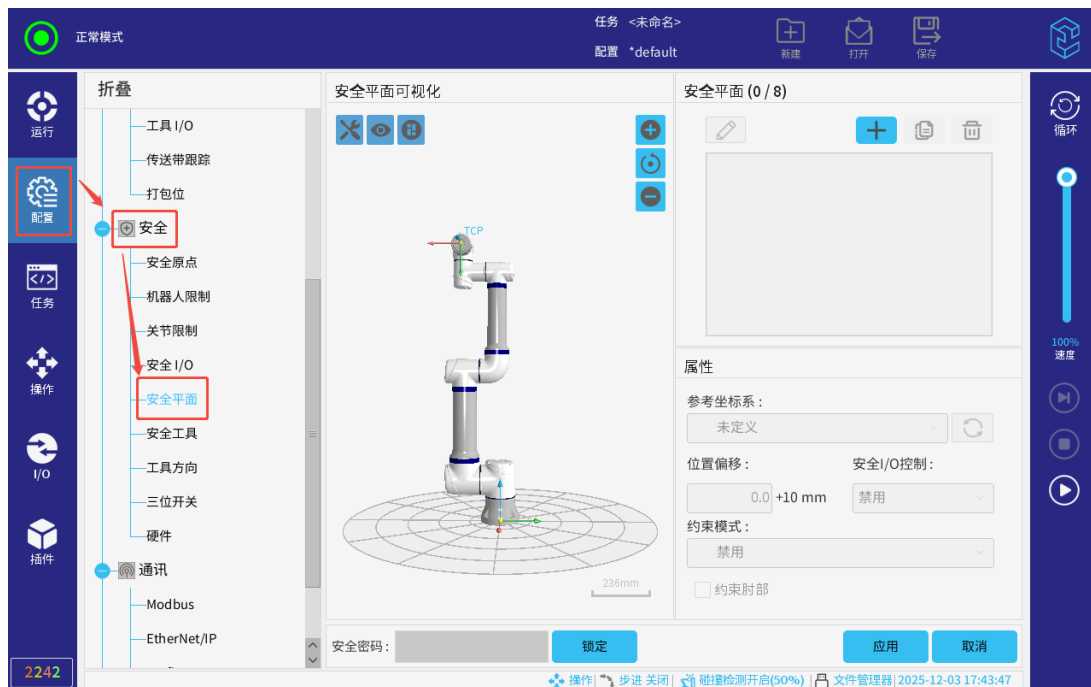 正常模式
任务 <未命名>
配置 *default
新建
打开
保存
运行
配置
任务
操作
I/O
插件
2242
折叠
工具 I/O
传送带跟踪
打包位
安全
安全原点
机器人限制
关节限制
安全 I/O
安全平面
安全工具
工具方向
三位开关
硬件
通讯
Modbus
EtherNet/IP
安全平面可视化
TCP
236mm
安全平面 (0 / 8)
属性
参考坐标系 :
未定义
位置偏移 :
安全I/O控制 :
0.0 +10 mm
禁用
约束模式 :
禁用
约束肘部
安全密码 :
锁定
应用
取消
循环
100%
速度
操作| 步进 关闭| 碰撞检测开启(50%) | 文件管理器| 2025-12-03 17:43:47